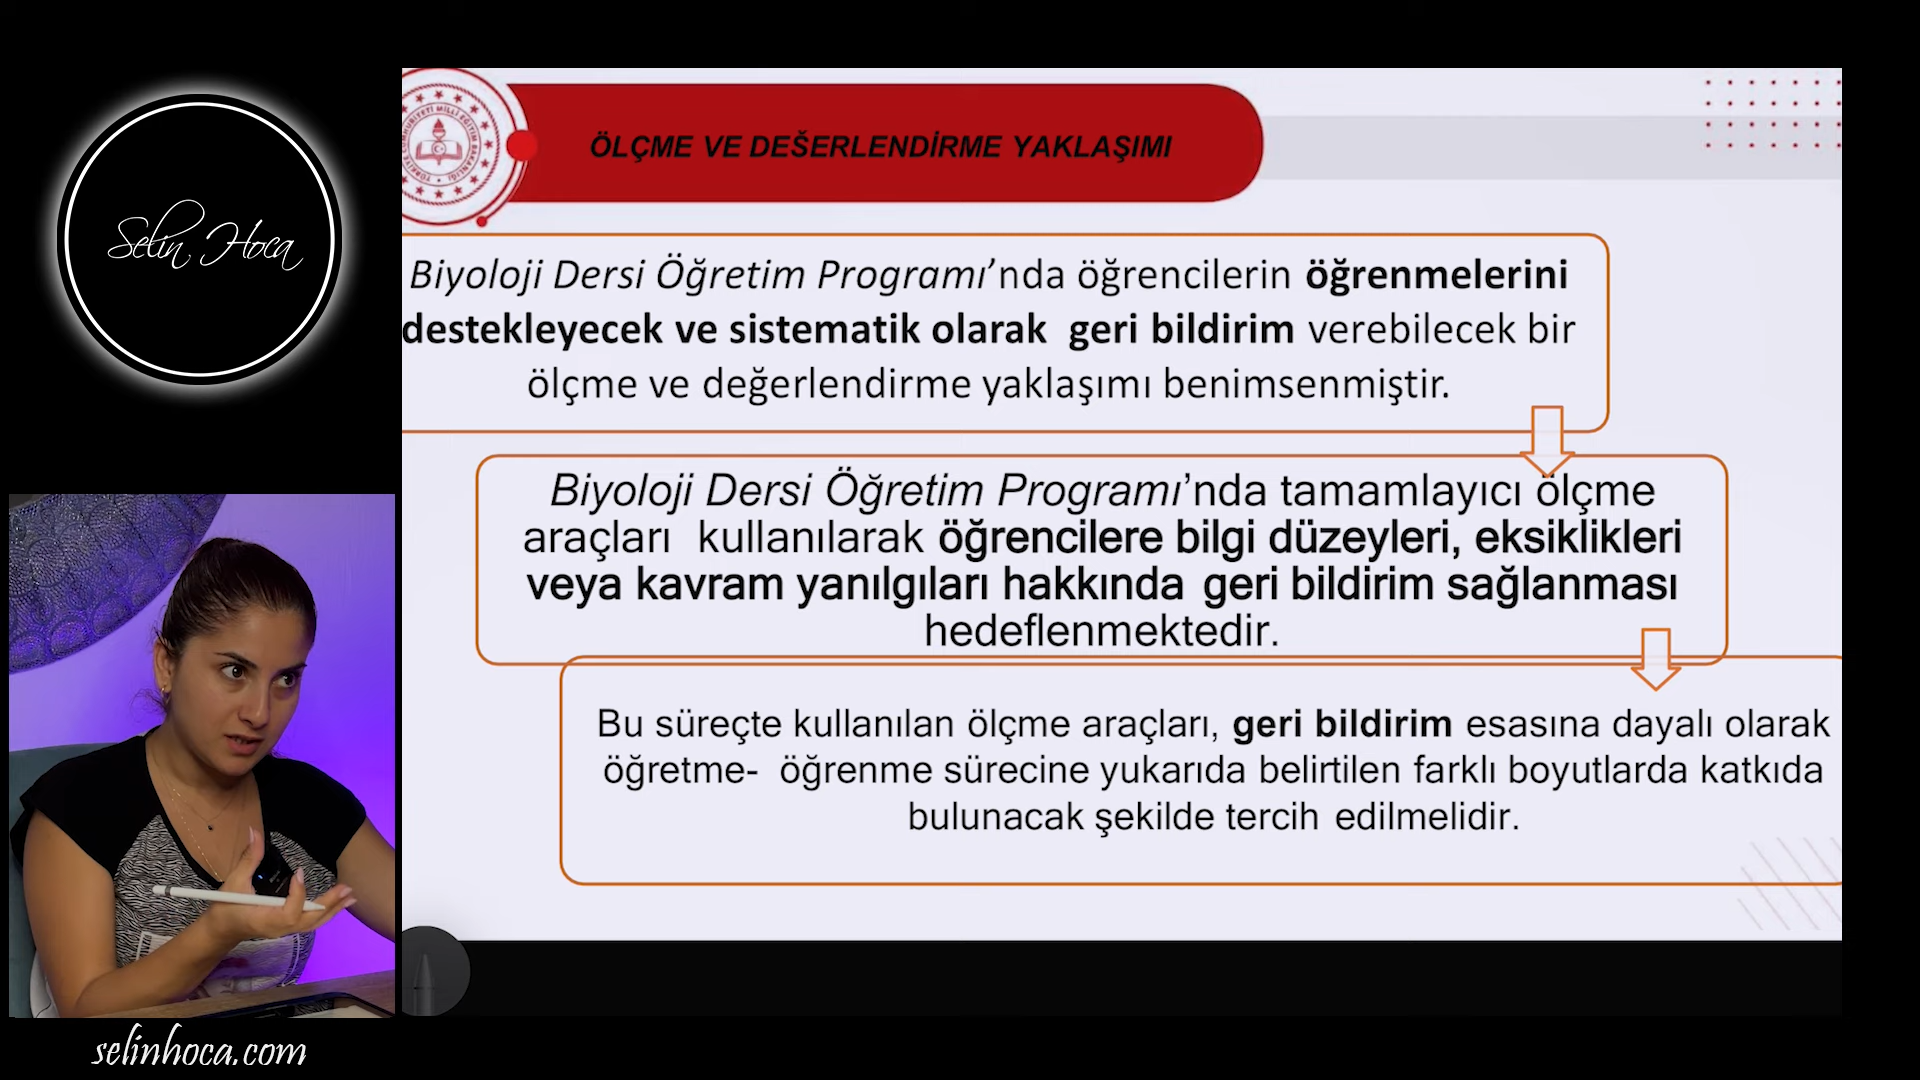 Selin Hoca
ÖLÇME VE DEŠERLENDİRME YAKLAŞIMI
Biyoloji Dersi Öğretim Programı’nda öğrencilerin öğrenmelerini
destekleyecek ve sistematik olarak geri bildirim verebilecek bir
ölçme ve değerlendirme yaklaşımı benimsenmiştir.
Biyoloji Dersi Öğretim Programı’nda tamamlayıcı ölçme
araçları kullanılarak öğrencilere bilgi düzeyleri, eksiklikleri
veya kavram yanılgıları hakkında geri bildirim sağlanması
hedeflenmektedir.
Bu süreçte kullanılan ölçme araçları, geri bildirim esasına dayalı olarak
öğretme- öğrenme sürecine yukarıda belirtilen farklı boyutlarda katkıda
bulunacak şekilde tercih edilmelidir.
selinhoca.com